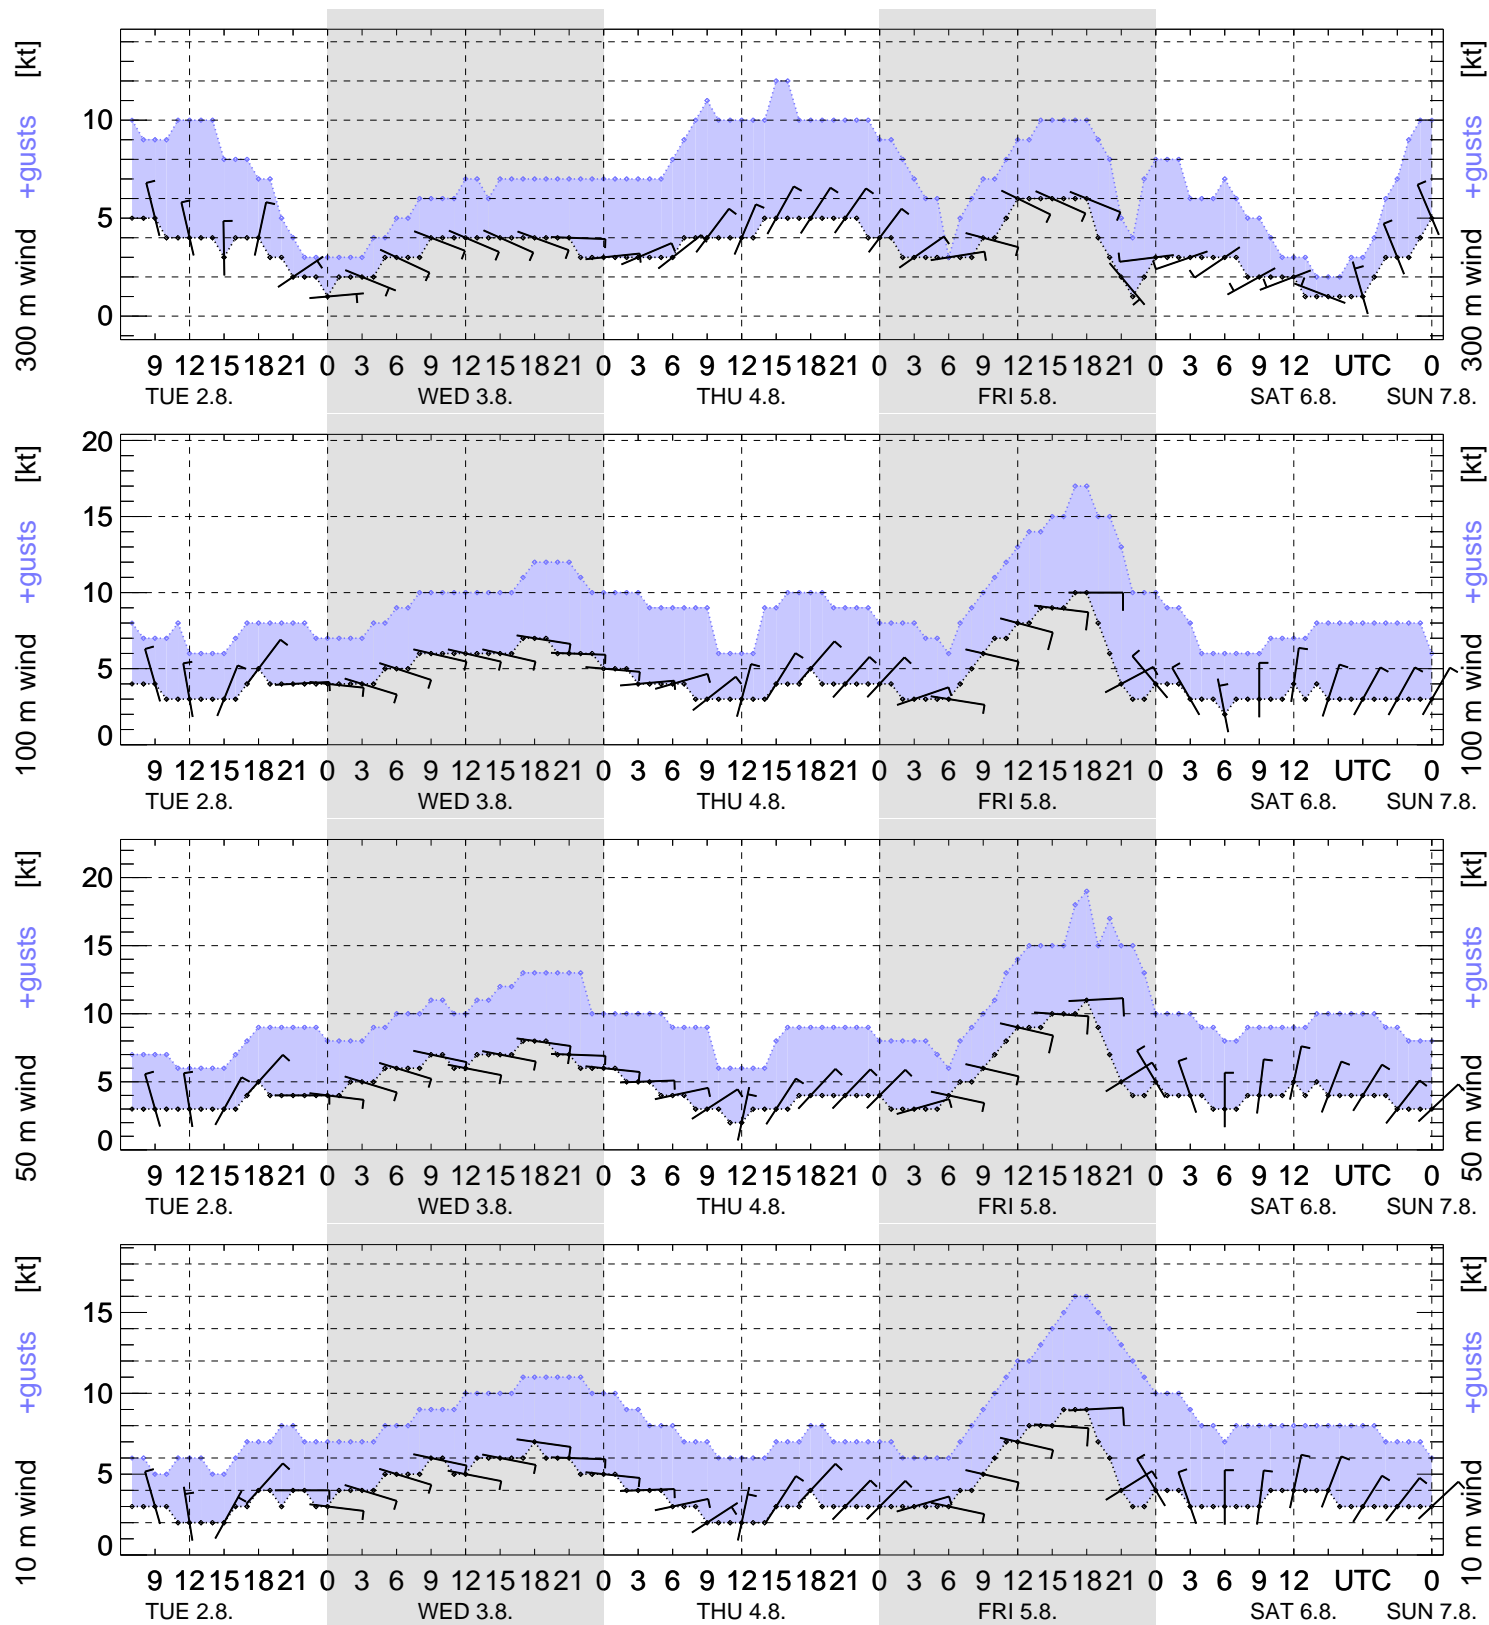 300 m wind +gusts [kt]
10
5
0
300 m wind +gusts [kt]
9 12 15 18 21 0 3 6 9 12 15 18 21 0 3 6 9 12 15 18 21 0 3 6 9 12 15 18 21 0 3 6 9 12 UTC 0
TUE 2.8. WED 3.8. THU 4.8. FRI 5.8. SAT 6.8. SUN 7.8.
100 m wind +gusts [kt]
20
15
10
5
0
100 m wind +gusts [kt]
9 12 15 18 21 0 3 6 9 12 15 18 21 0 3 6 9 12 15 18 21 0 3 6 9 12 15 18 21 0 3 6 9 12 UTC 0
TUE 2.8. WED 3.8. THU 4.8. FRI 5.8. SAT 6.8. SUN 7.8.
50 m wind +gusts [kt]
20
15
10
5
0
50 m wind +gusts [kt]
9 12 15 18 21 0 3 6 9 12 15 18 21 0 3 6 9 12 15 18 21 0 3 6 9 12 15 18 21 0 3 6 9 12 UTC 0
TUE 2.8. WED 3.8. THU 4.8. FRI 5.8. SAT 6.8. SUN 7.8.
10 m wind +gusts [kt]
15
10
5
0
10 m wind +gusts [kt]
9 12 15 18 21 0 3 6 9 12 15 18 21 0 3 6 9 12 15 18 21 0 3 6 9 12 15 18 21 0 3 6 9 12 UTC 0
TUE 2.8. WED 3.8. THU 4.8. FRI 5.8. SAT 6.8. SUN 7.8.